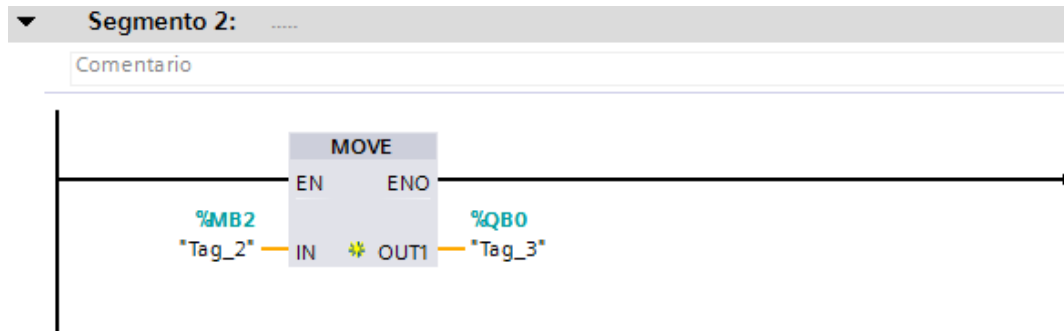 Segmento 2: .....
Comentario
MOVE
EN ENO
%MB2 %QB0
"Tag_2" IN OUT1 "Tag_3"